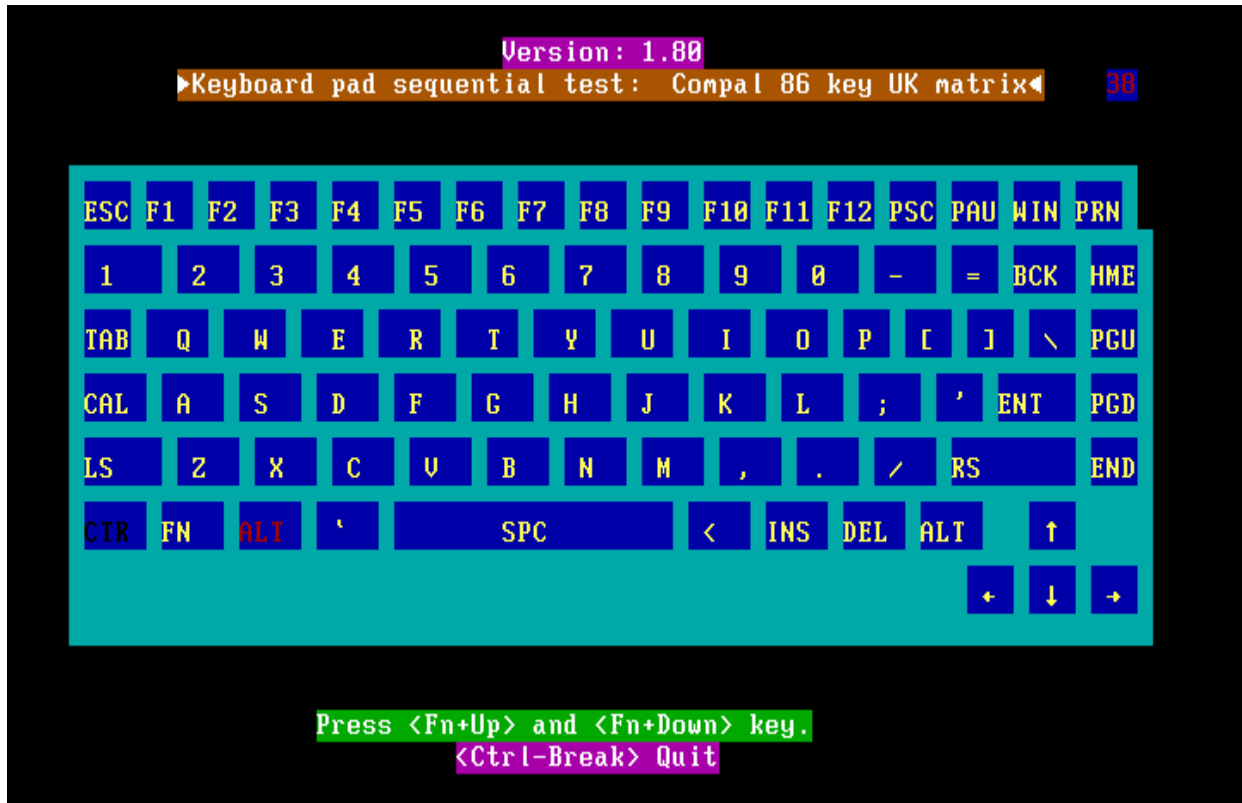 Version: 1.80
►Keyboard pad sequential test: Compal 86 key UK matrix◄ 38
ESC F1 F2 F3 F4 F5 F6 F7 F8 F9 F10 F11 F12 PSC PAU WIN PRN
1 2 3 4 5 6 7 8 9 0 - = BCK HME
TAB Q W E R T Y U I O P [ ] \ PGU
CAL A S D F G H J K L ; ' ENT PGD
LS Z X C V B N M , . / RS END
CTR FN ALT ` SPC < INS DEL ALT ↑
← ↓ →
Press <Fn+Up> and <Fn+Down> key.
<Ctrl-Break> Quit